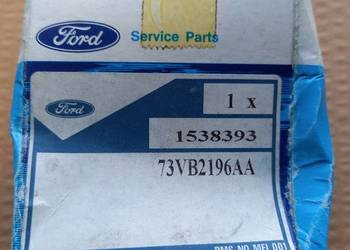 Ford Service Parts
Ford
1 x
1538393
73VB2196AA